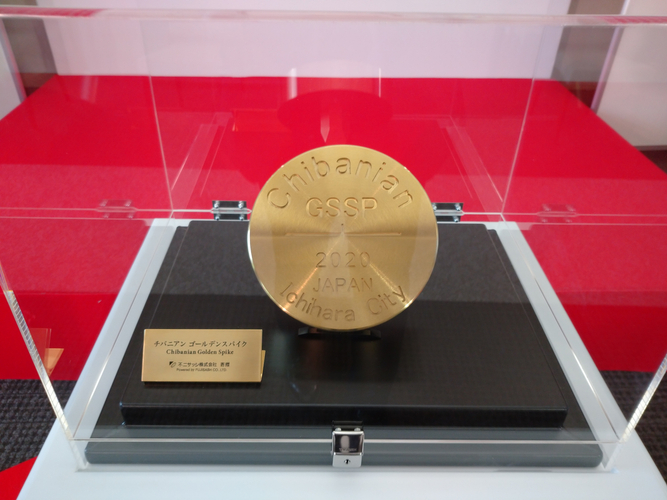 Chibanian
GSSP
2020
JAPAN
Ichihara City
チバニアン ゴールデンスパイク
Chibanian Golden Spike